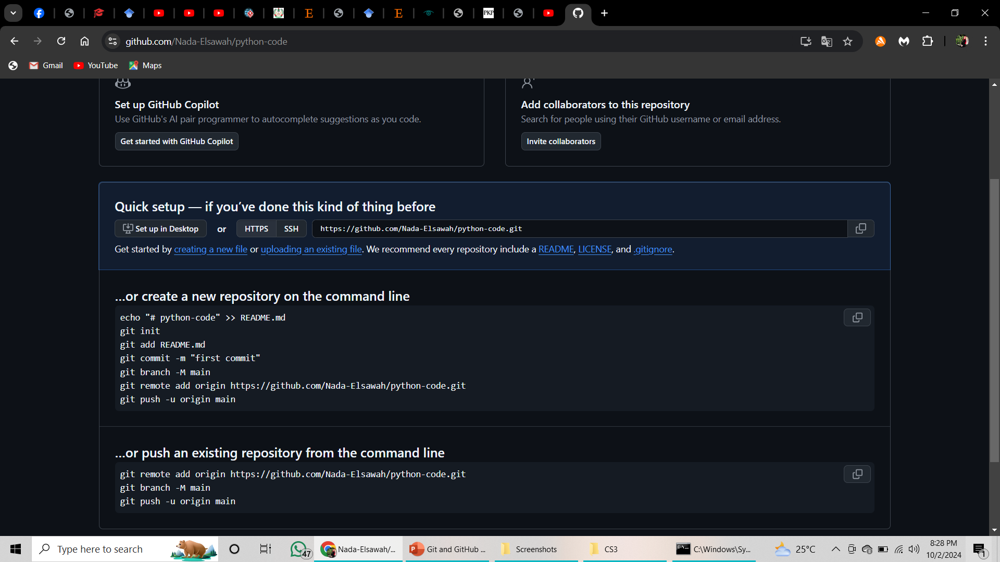 PKP
github.com/Nada-Elsawah/python-code
Gmail
YouTube
Maps
Set up GitHub Copilot
Use GitHub's AI pair programmer to autocomplete suggestions as you code.
Get started with GitHub Copilot
Add collaborators to this repository
Search for people using their GitHub username or email address.
Invite collaborators
Quick setup — if you’ve done this kind of thing before
Set up in Desktop or HTTPS SSH https://github.com/Nada-Elsawah/python-code.git
Get started by creating a new file or uploading an existing file. We recommend every repository include a README, LICENSE, and .gitignore.
…or create a new repository on the command line
echo "# python-code" >> README.md
git init
git add README.md
git commit -m "first commit"
git branch -M main
git remote add origin https://github.com/Nada-Elsawah/python-code.git
git push -u origin main
…or push an existing repository from the command line
git remote add origin https://github.com/Nada-Elsawah/python-code.git
git branch -M main
git push -u origin main
Type here to search
47
Nada-Elsawah/...
Git and GitHub ...
Screenshots
CS3
C:\Windows\Sy...
25°C
8:28 PM
10/2/2024
1